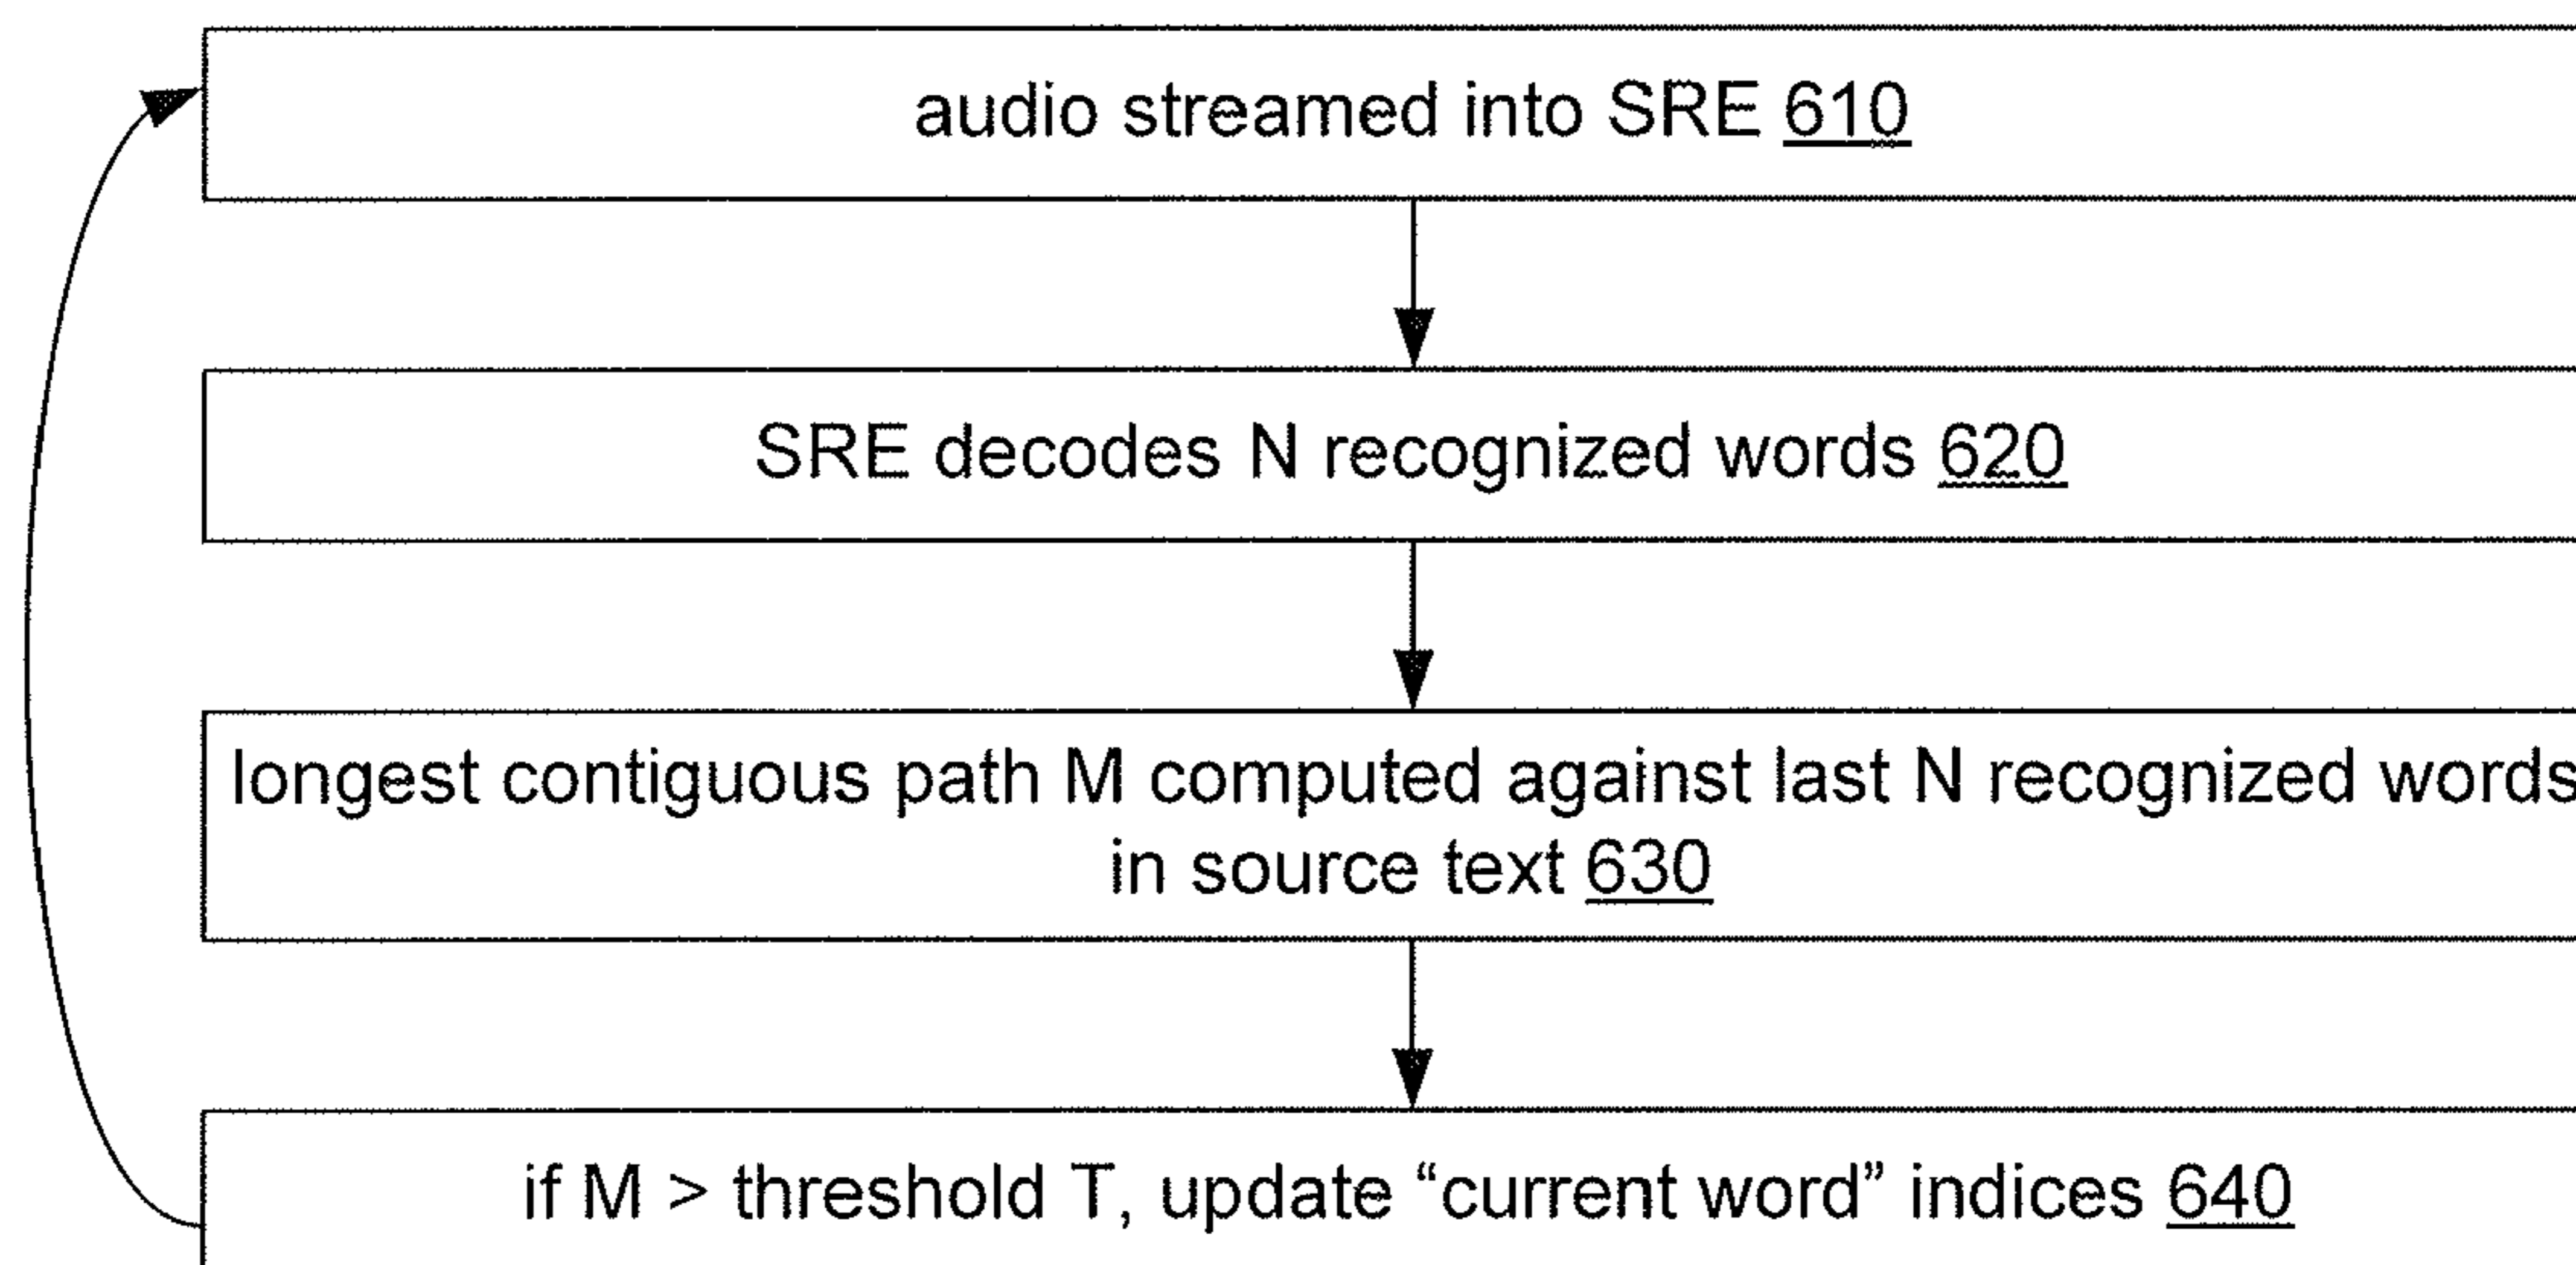 audio streamed into SRE 610
SRE decodes N recognized words 620
longest contiguous path M computed against last N recognized words
in source text 630
if M > threshold T, update “current word” indices 640